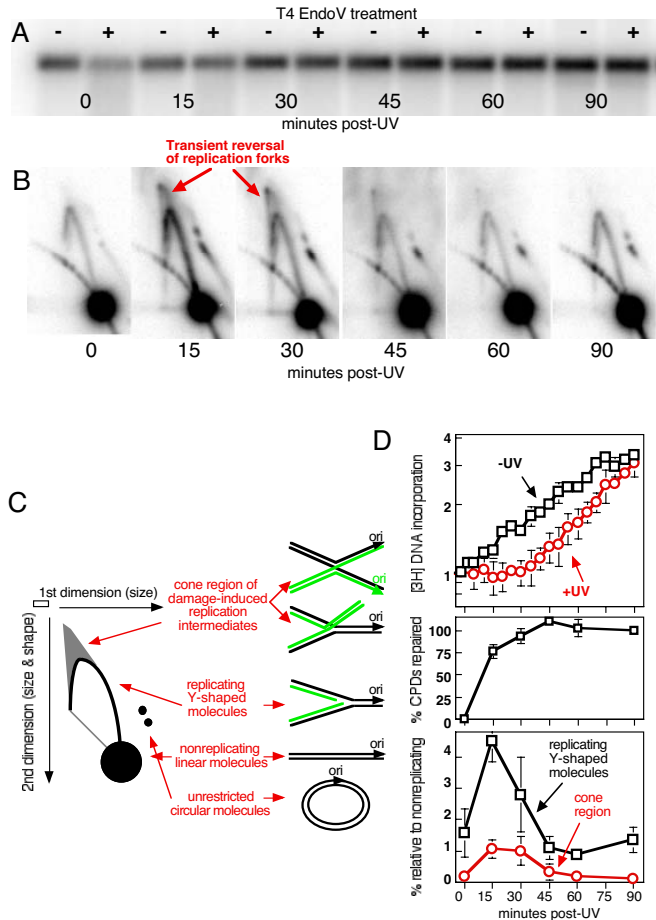 T4 EndoV treatment
A
- + - + - + - + - + - +
0 15 30 45 60 90
minutes post-UV
Transient reversal
of replication forks
B
0 15 30 45 60 90
minutes post-UV
C
1st dimension (size)
2nd dimension (size & shape)
cone region of
damage-induced
replication
intermediates
replicating
Y-shaped molecules
nonreplicating
linear molecules
unrestricted
circular molecules
ori
ori
ori
ori
ori
ori
D
[3H] DNA incorporation
4
3
2
1
-UV
+UV
% CPDs repaired
100
75
50
25
0
% relative to nonreplicating
4
3
2
1
0
replicating
Y-shaped
molecules
cone
region
0 15 30 45 60 75 90
minutes post-UV